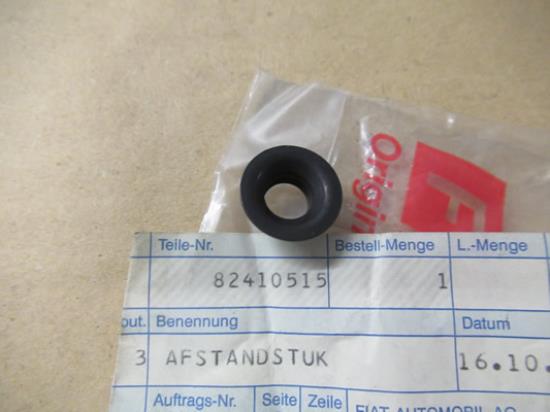 Origin
F
Teile-Nr. Bestell-Menge L.-Menge
82410515 1
out. Benennung Datum
3 AFSTANDSTUK 16.10.
Auftrags-Nr. Seite Zeile FIAT AUTOMOBIL AG